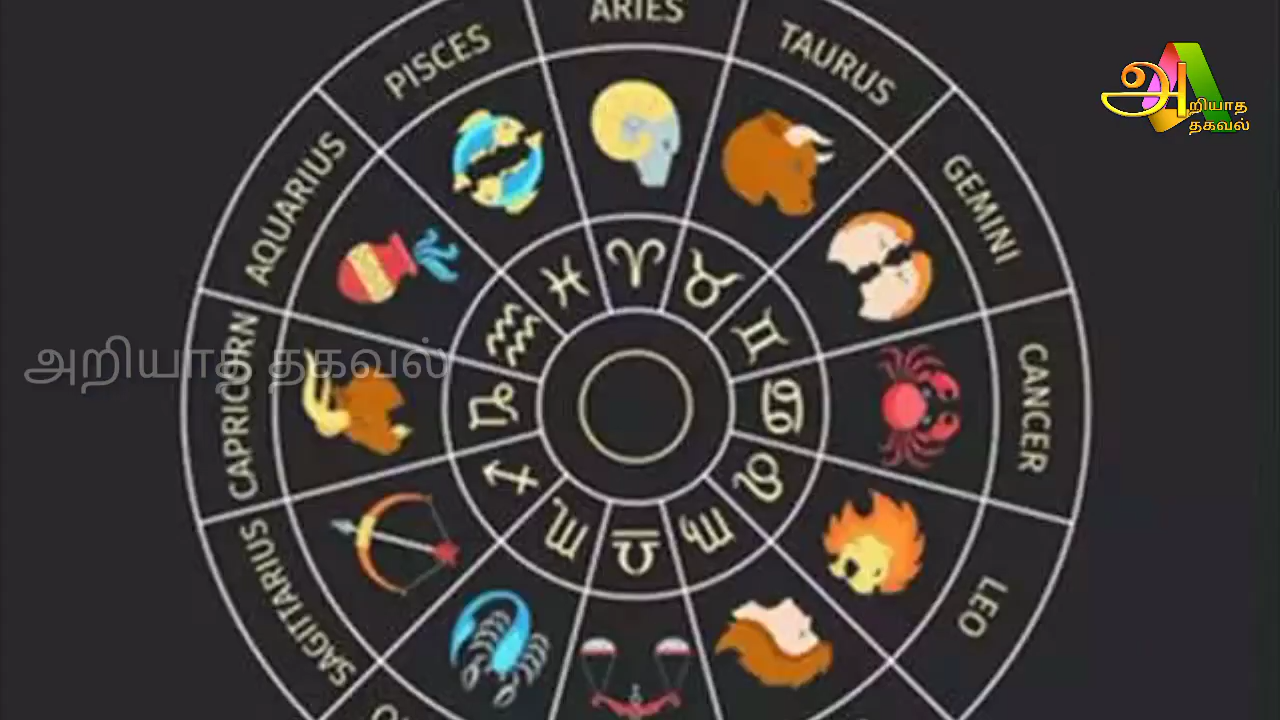 ARIES
TAURUS
GEMINI
CANCER
LEO
SAGITTARIUS
CAPRICORN
AQUARIUS
PISCES
அறியாத
தகவல்
அறியாத தகவல்